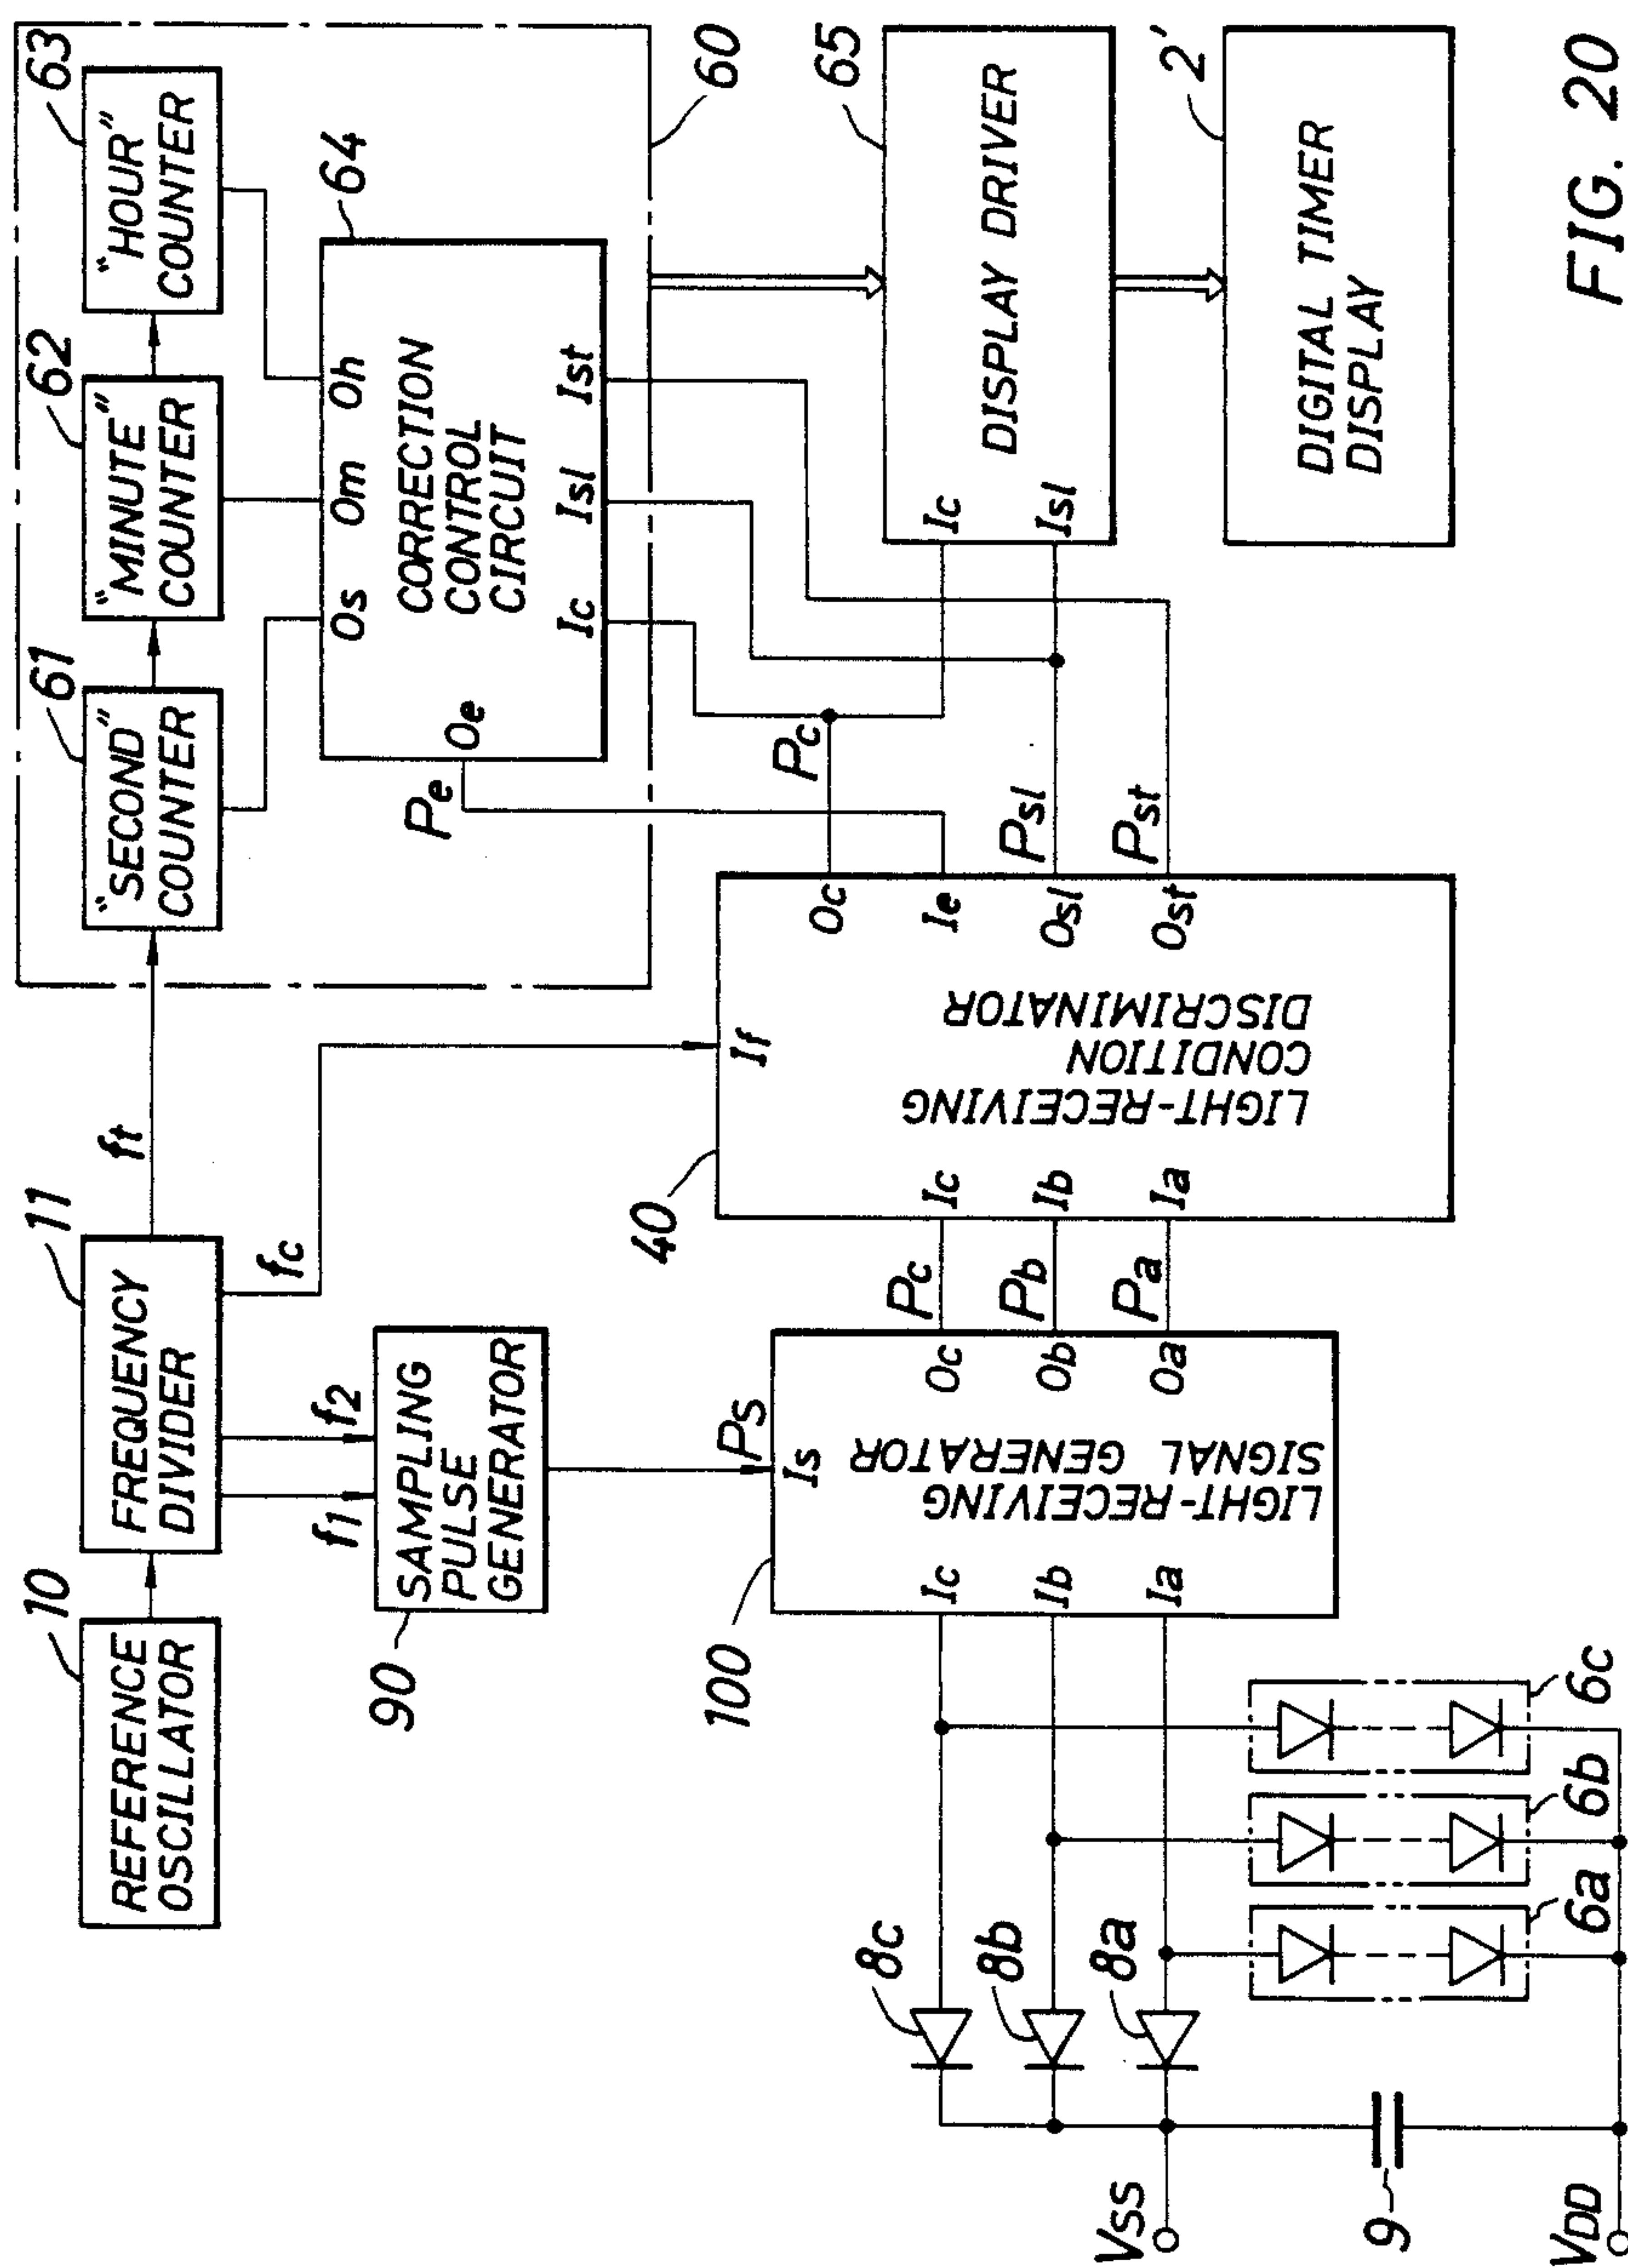 10
REFERENCE
OSCILLATOR
11
FREQUENCY
DIVIDER
ft
fc
f1
f2
61
"SECOND"
COUNTER
62
"MINUTE"
COUNTER
63
"HOUR"
COUNTER
Os
Om
Oh
64
Oe
CORRECTION
CONTROL
CIRCUIT
Ic
Isl
Ist
60
Pe
90
SAMPLING
PULSE
GENERATOR
Ps
100
Is
Ic
Ib
Ia
LIGHT-RECEIVING
SIGNAL GENERATOR
Oc
Ob
Oa
Pc
Pb
Pa
40
If
Ic
Ib
Ia
LIGHT-RECEIVING
CONDITION
DISCRIMINATOR
Oc
Ie
Osl
Ost
Pc
Psl
Pst
65
Ic
Isl
DISPLAY DRIVER
2'
DIGITAL TIMER
DISPLAY
8c
8b
8a
6a
6b
6c
VSS
9
VDD
FIG. 20